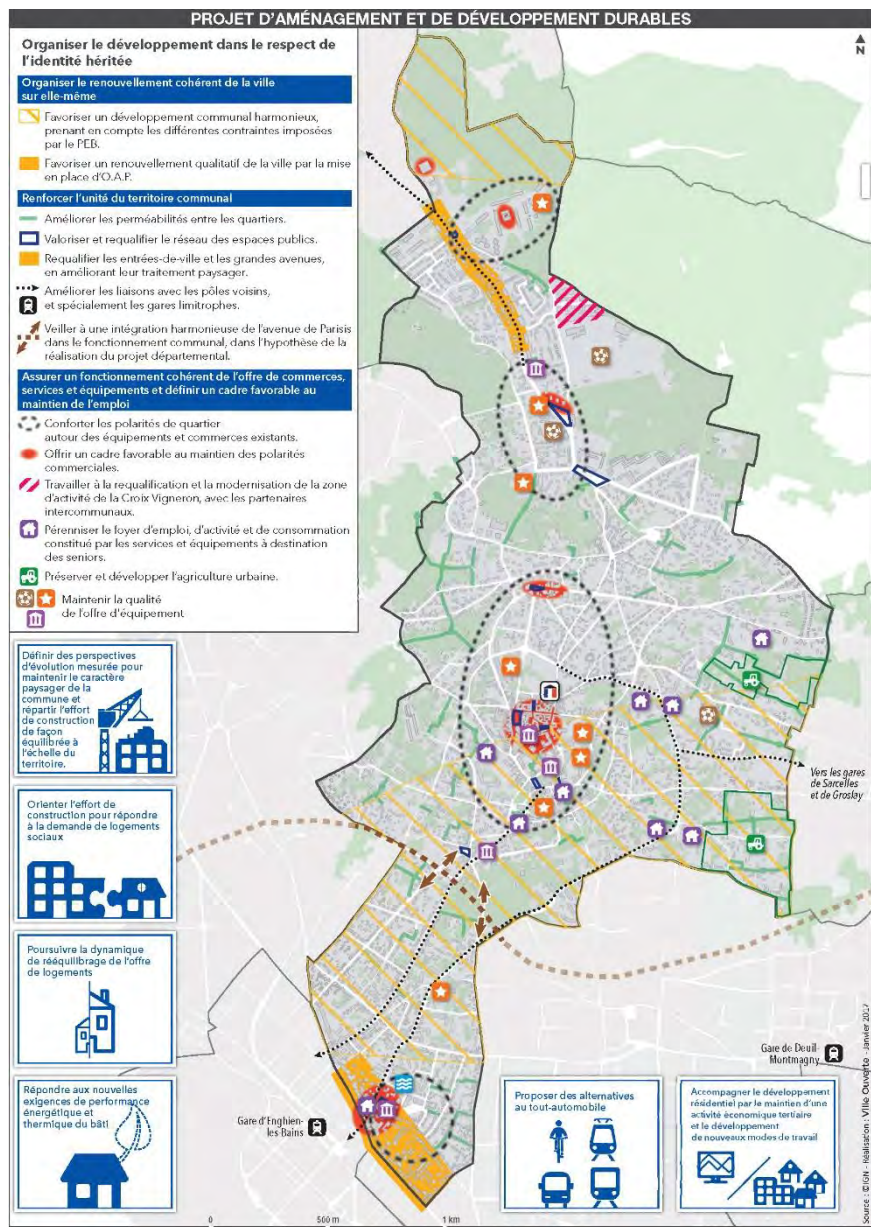 PROJET D'AMÉNAGEMENT ET DE DÉVELOPPEMENT DURABLES
Organiser le développement dans le respect de
l'identité héritée
Organiser le renouvellement cohérent de la ville
sur elle-même
Favoriser un développement communal harmonieux,
prenant en compte les différentes contraintes imposées
par le PEB.
Favoriser un renouvellement qualitatif de la ville par la mise
en place d'O.A.P.
Renforcer l'unité du territoire communal
Améliorer les perméabilités entre les quartiers.
Valoriser et requalifier le réseau des espaces publics.
Requalifier les entrées-de-ville et les grandes avenues,
en améliorant leur traitement paysager.
Améliorer les liaisons avec les pôles voisins,
et spécialement les gares limitrophes.
Veiller à une intégration harmonieuse de l'avenue de Parisis
dans le fonctionnement communal, dans l'hypothèse de la
réalisation du projet départemental.
Assurer un fonctionnement cohérent de l'offre de commerces,
services et équipements et définir un cadre favorable au
maintien de l'emploi
Conforter les polarités de quartier
autour des équipements et commerces existants.
Offrir un cadre favorable au maintien des polarités
commerciales.
Travailler à la requalification et la modernisation de la zone
d'activité de la Croix Vigneron, avec les partenaires
intercommunaux.
Pérenniser le foyer d'emploi, d'activité et de consommation
constitué par les services et équipements à destination
des seniors.
Préserver et développer l'agriculture urbaine.
Maintenir la qualité
de l'offre d'équipement
N
Définir des perspectives
d'évolution mesurée pour
maintenir le caractère
paysager de la
commune et
répartir l'effort
de construction
de façon
équilibrée à
l'échelle du
territoire.
Orienter l'effort de
construction pour répondre
à la demande de logements
sociaux
Poursuivre la dynamique
de rééquilibrage de l'offre
de logements
Répondre aux nouvelles
exigences de performance
énergétique et
thermique du bâti
Vers les gares
de Sarcelles
et de Groslay
Gare de Deuil-
Montmagny
Gare d'Enghien-
les Bains
Proposer des alternatives
au tout-automobile
Accompagner le développement
résidentiel par le maintien d'une
activité économique tertiaire
et le développement
de nouveaux modes de travail
0 500 m 1 km
Source : © IGN - Réalisation : Ville Ouverte - Janvier 2017